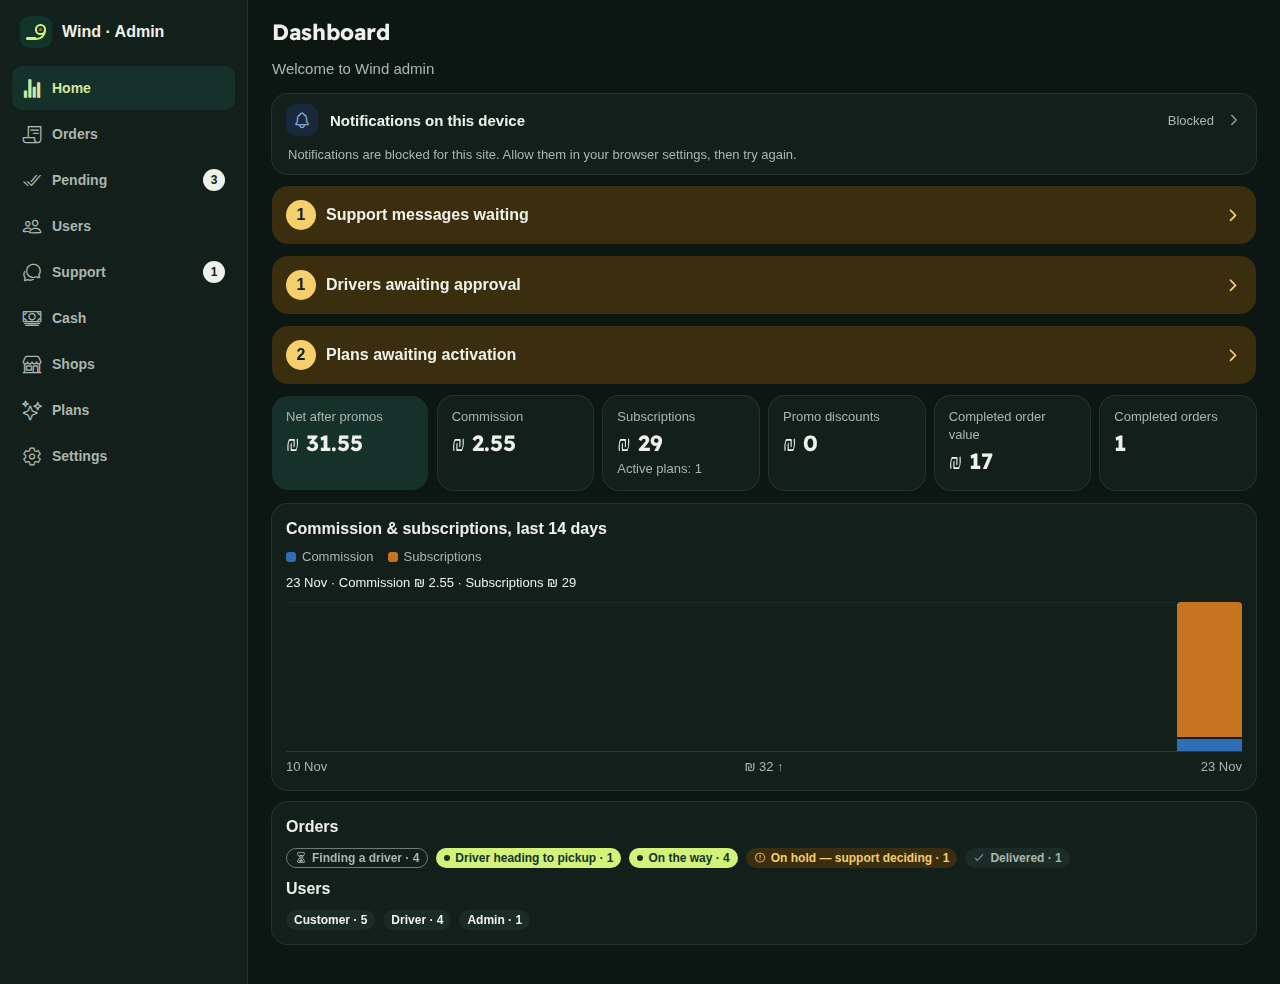 Wind · Admin
Home
Orders
Pending 3
Users
Support 1
Cash
Shops
Plans
Settings
Dashboard
Welcome to Wind admin
Notifications on this device Blocked
Notifications are blocked for this site. Allow them in your browser settings, then try again.
1 Support messages waiting
1 Drivers awaiting approval
2 Plans awaiting activation
Net after promos
₪ 31.55
Commission
₪ 2.55
Subscriptions
₪ 29
Active plans: 1
Promo discounts
₪ 0
Completed order
value
₪ 17
Completed orders
1
Commission & subscriptions, last 14 days
Commission Subscriptions
23 Nov · Commission ₪ 2.55 · Subscriptions ₪ 29
10 Nov ₪ 32 ↑ 23 Nov
Orders
Finding a driver · 4 Driver heading to pickup · 1 On the way · 4 On hold — support deciding · 1 Delivered · 1
Users
Customer · 5 Driver · 4 Admin · 1